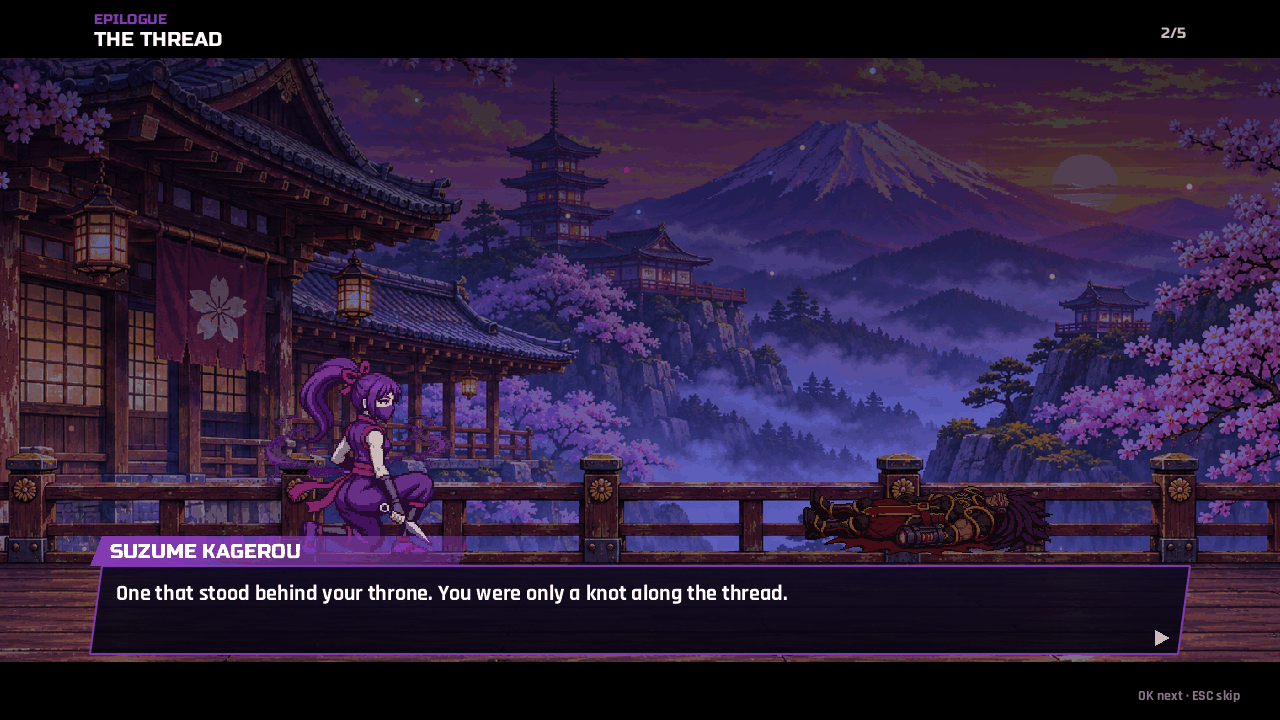 EPILOGUE
THE THREAD
2/5
SUZUME KAGEROU
One that stood behind your throne. You were only a knot along the thread.
OK next · ESC skip